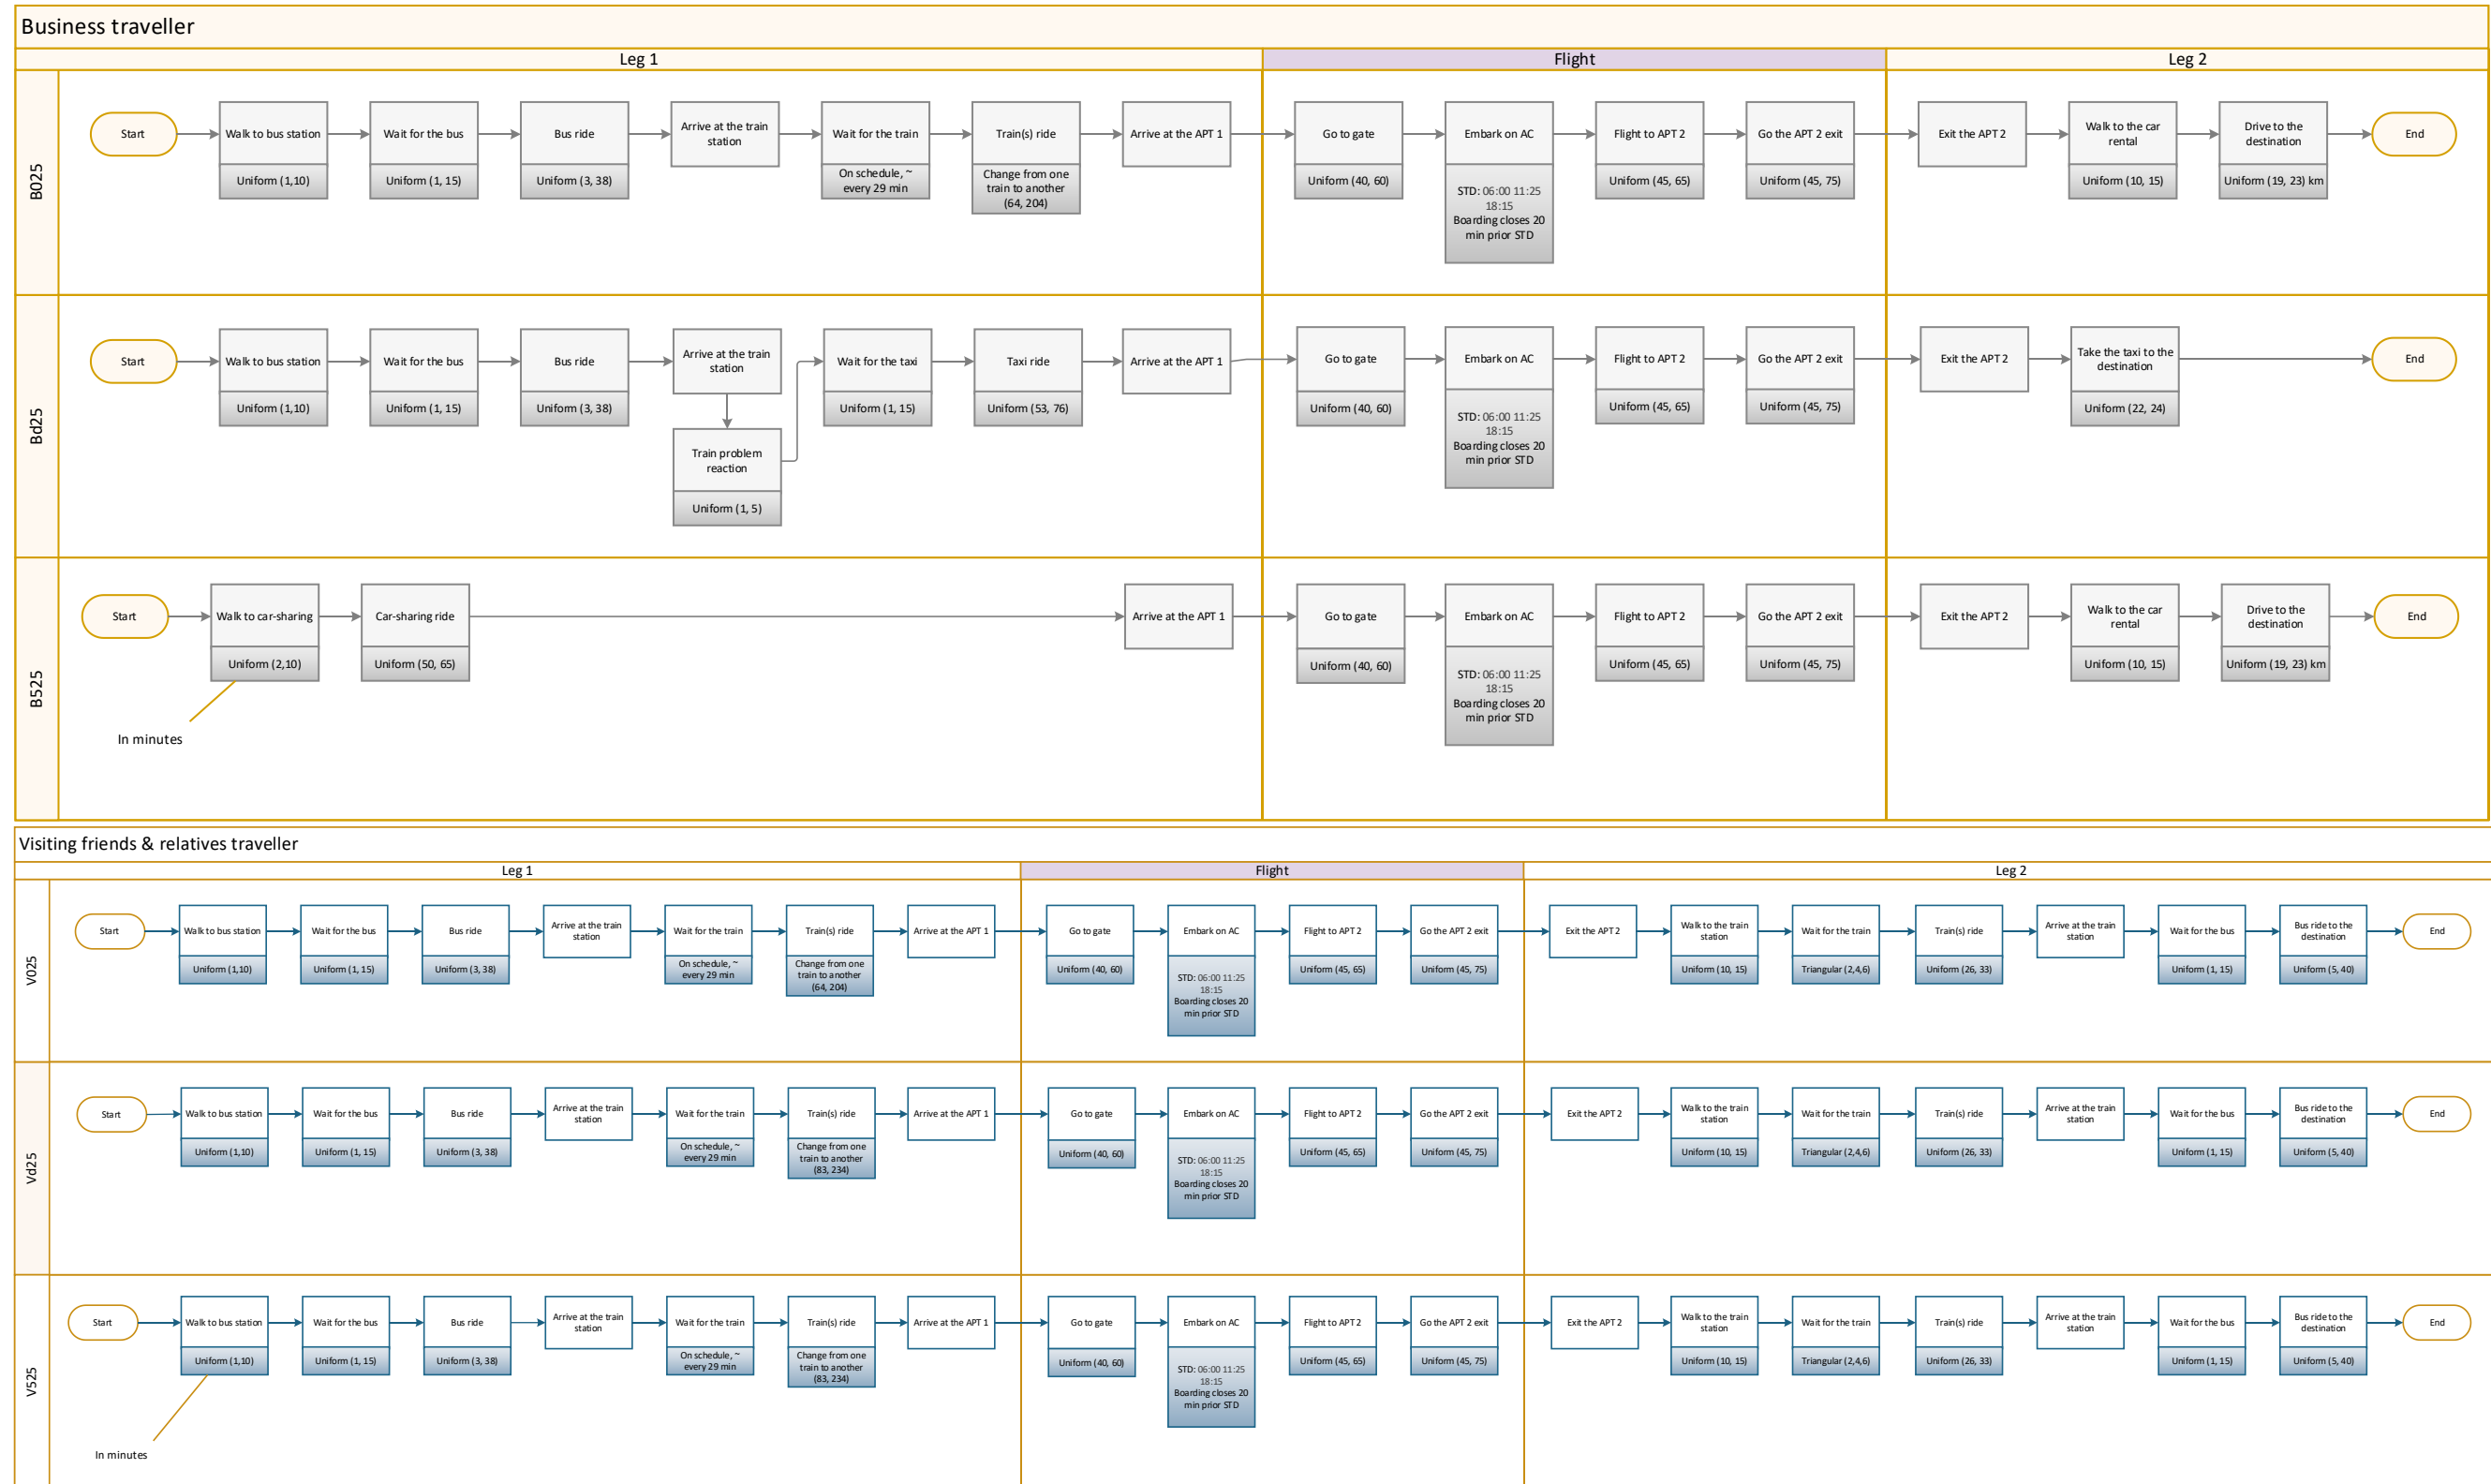 Business traveller
Leg 1
Flight
Leg 2
B025
Start
Walk to bus station
Uniform (1,10)
Wait for the bus
Uniform (1, 15)
Bus ride
Uniform (3, 38)
Arrive at the train
station
Wait for the train
On schedule, ~
every 29 min
Train(s) ride
Change from one
train to another
(64, 204)
Arrive at the APT 1
Go to gate
Uniform (40, 60)
Embark on AC
STD: 06:00 11:25
18:15
Boarding closes 20
min prior STD
Flight to APT 2
Uniform (45, 65)
Go the APT 2 exit
Uniform (45, 75)
Exit the APT 2
Walk to the car
rental
Uniform (10, 15)
Drive to the
destination
Uniform (19, 23) km
End
Bd25
Start
Walk to bus station
Uniform (1,10)
Wait for the bus
Uniform (1, 15)
Bus ride
Uniform (3, 38)
Arrive at the train
station
Train problem
reaction
Uniform (1, 5)
Wait for the taxi
Uniform (1, 15)
Taxi ride
Uniform (53, 76)
Arrive at the APT 1
Go to gate
Uniform (40, 60)
Embark on AC
STD: 06:00 11:25
18:15
Boarding closes 20
min prior STD
Flight to APT 2
Uniform (45, 65)
Go the APT 2 exit
Uniform (45, 75)
Exit the APT 2
Take the taxi to the
destination
Uniform (22, 24)
End
B525
Start
Walk to car-sharing
Uniform (2,10)
In minutes
Car-sharing ride
Uniform (50, 65)
Arrive at the APT 1
Go to gate
Uniform (40, 60)
Embark on AC
STD: 06:00 11:25
18:15
Boarding closes 20
min prior STD
Flight to APT 2
Uniform (45, 65)
Go the APT 2 exit
Uniform (45, 75)
Exit the APT 2
Walk to the car
rental
Uniform (10, 15)
Drive to the
destination
Uniform (19, 23) km
End
Visiting friends & relatives traveller
Leg 1
Flight
Leg 2
V025
Start
Walk to bus station
Uniform (1,10)
Wait for the bus
Uniform (1, 15)
Bus ride
Uniform (3, 38)
Arrive at the train
station
Wait for the train
On schedule, ~
every 29 min
Train(s) ride
Change from one
train to another
(64, 204)
Arrive at the APT 1
Go to gate
Uniform (40, 60)
Embark on AC
STD: 06:00 11:25
18:15
Boarding closes 20
min prior STD
Flight to APT 2
Uniform (45, 65)
Go the APT 2 exit
Uniform (45, 75)
Exit the APT 2
Walk to the train
station
Uniform (10, 15)
Wait for the train
Triangular (2,4,6)
Train(s) ride
Uniform (26, 33)
Arrive at the train
station
Wait for the bus
Uniform (1, 15)
Bus ride to the
destination
Uniform (5, 40)
End
Vd25
Start
Walk to bus station
Uniform (1,10)
Wait for the bus
Uniform (1, 15)
Bus ride
Uniform (3, 38)
Arrive at the train
station
Wait for the train
On schedule, ~
every 29 min
Train(s) ride
Change from one
train to another
(83, 234)
Arrive at the APT 1
Go to gate
Uniform (40, 60)
Embark on AC
STD: 06:00 11:25
18:15
Boarding closes 20
min prior STD
Flight to APT 2
Uniform (45, 65)
Go the APT 2 exit
Uniform (45, 75)
Exit the APT 2
Walk to the train
station
Uniform (10, 15)
Wait for the train
Triangular (2,4,6)
Train(s) ride
Uniform (26, 33)
Arrive at the train
station
Wait for the bus
Uniform (1, 15)
Bus ride to the
destination
Uniform (5, 40)
End
V525
Start
Walk to bus station
Uniform (1,10)
In minutes
Wait for the bus
Uniform (1, 15)
Bus ride
Uniform (3, 38)
Arrive at the train
station
Wait for the train
On schedule, ~
every 29 min
Train(s) ride
Change from one
train to another
(83, 234)
Arrive at the APT 1
Go to gate
Uniform (40, 60)
Embark on AC
STD: 06:00 11:25
18:15
Boarding closes 20
min prior STD
Flight to APT 2
Uniform (45, 65)
Go the APT 2 exit
Uniform (45, 75)
Exit the APT 2
Walk to the train
station
Uniform (10, 15)
Wait for the train
Triangular (2,4,6)
Train(s) ride
Uniform (26, 33)
Arrive at the train
station
Wait for the bus
Uniform (1, 15)
Bus ride to the
destination
Uniform (5, 40)
End